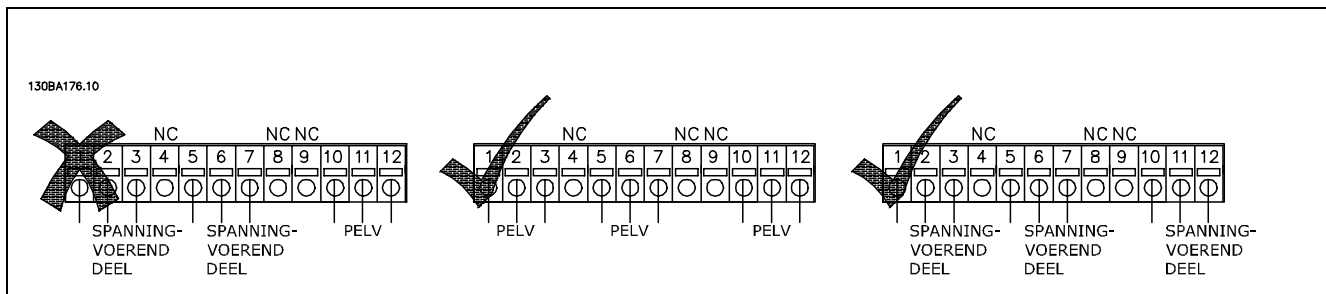 130BA176.10
NC NC NC
2 3 4 5 6 7 8 9 10 11 12
SPANNING-
VOEREND
DEEL
SPANNING-
VOEREND
DEEL
PELV
NC NC NC
1 2 3 4 5 6 7 8 9 10 11 12
PELV PELV PELV
NC NC NC
1 2 3 4 5 6 7 8 9 10 11 12
SPANNING-
VOEREND
DEEL
SPANNING-
VOEREND
DEEL
SPANNING-
VOEREND
DEEL